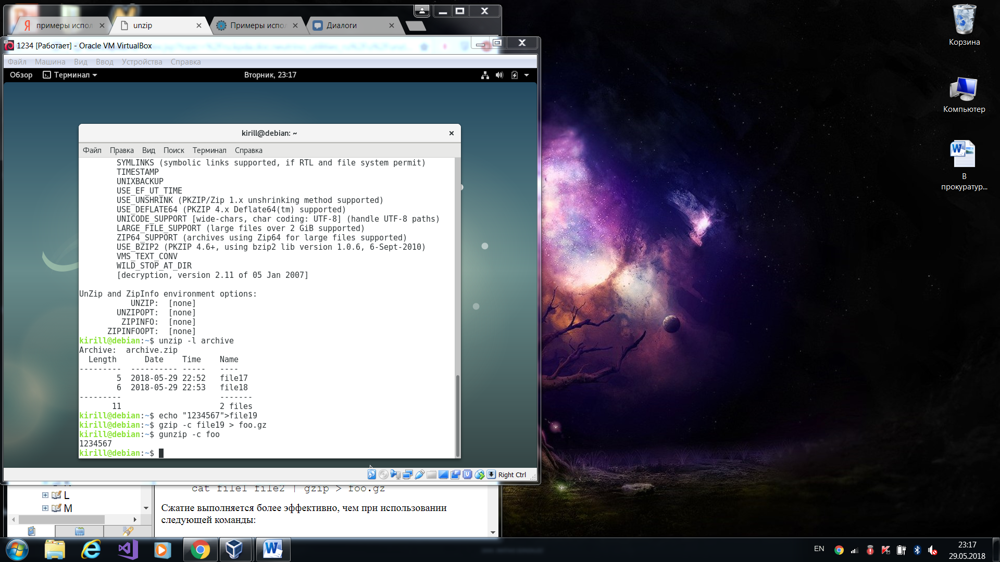 примеры испол
unzip
Примеры испо
Диалоги
Корзина
1234 [Работает] - Oracle VM VirtualBox
Файл Машина Вид Ввод Устройства Справка
Обзор Терминал Вторник, 23:17
Компьютер
kirill@debian: ~
Файл Правка Вид Поиск Терминал Справка
SYMLINKS (symbolic links supported, if RTL and file system permit)
TIMESTAMP
UNIXBACKUP
USE_EF_UT_TIME
USE_UNSHRINK (PKZIP/Zip 1.x unshrinking method supported)
USE_DEFLATE64 (PKZIP 4.x Deflate64(tm) supported)
UNICODE_SUPPORT [wide-chars, char coding: UTF-8] (handle UTF-8 paths)
LARGE_FILE_SUPPORT (large files over 2 GiB supported)
ZIP64_SUPPORT (archives using Zip64 for large files supported)
USE_BZIP2 (PKZIP 4.6+, using bzip2 lib version 1.0.6, 6-Sept-2010)
VMS_TEXT_CONV
WILD_STOP_AT_DIR
[decryption, version 2.11 of 05 Jan 2007]
UnZip and ZipInfo environment options:
UNZIP: [none]
UNZIPOPT: [none]
ZIPINFO: [none]
ZIPINFOOPT: [none]
kirill@debian:~$ unzip -l archive
Archive: archive.zip
Length Date Time Name
--------- ---------- ----- ----
5 2018-05-29 22:52 file17
6 2018-05-29 22:53 file18
--------- -------
11 2 files
kirill@debian:~$ echo "1234567">file19
kirill@debian:~$ gzip -c file19 > foo.gz
kirill@debian:~$ gunzip -c foo
1234567
kirill@debian:~$
В
прокуратур...
Right Ctrl
L
M
cat file1 file2 | gzip > foo.gz
Сжатие выполняется более эффективно, чем при использовании
следующей команды:
EN
23:17
29.05.2018